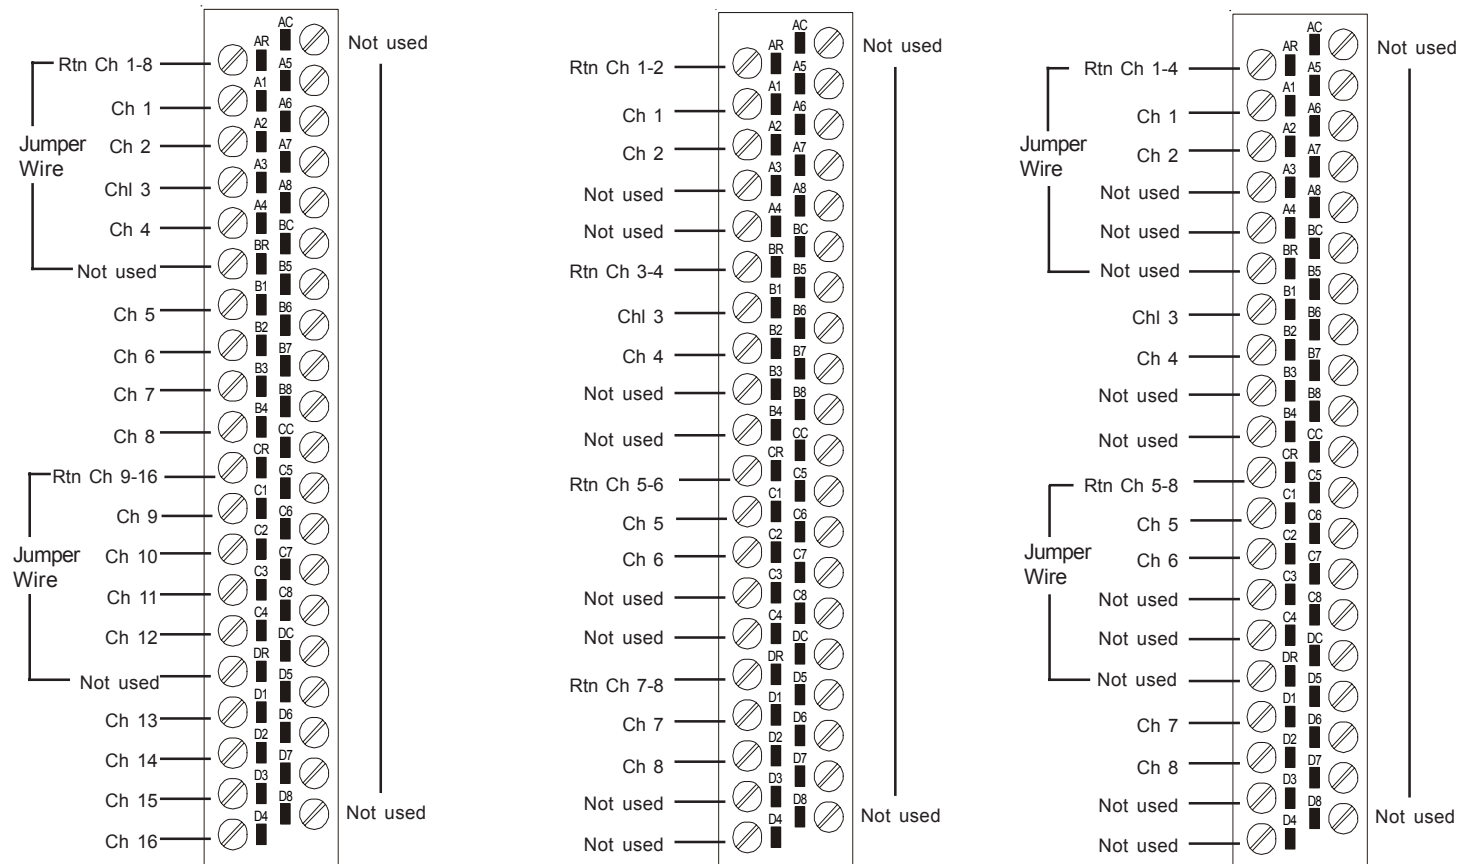 AC
Not used
AR
Rtn Ch 1-8
A5
A1
Ch 1
A6
A2
Jumper
Wire
Ch 2
A7
A3
Chl 3
A8
A4
Ch 4
BC
BR
Not used
B5
B1
Ch 5
B6
B2
Ch 6
B7
B3
Ch 7
B8
B4
Ch 8
CC
CR
Rtn Ch 9-16
C5
C1
Ch 9
C6
C2
Jumper
Wire
Ch 10
C7
C3
Ch 11
C8
C4
Ch 12
DC
DR
Not used
D5
D1
Ch 13
D6
D2
Ch 14
D7
D3
Ch 15
D8
Not used
D4
Ch 16
AC
Not used
AR
Rtn Ch 1-2
A5
A1
Ch 1
A6
A2
Ch 2
A7
A3
Not used
A8
A4
Not used
BC
BR
Rtn Ch 3-4
B5
B1
Chl 3
B6
B2
Ch 4
B7
B3
Not used
B8
B4
Not used
CC
CR
Rtn Ch 5-6
C5
C1
Ch 5
C6
C2
Ch 6
C7
C3
Not used
C8
C4
Not used
DC
DR
Rtn Ch 7-8
D5
D1
Ch 7
D6
D2
Ch 8
D7
D3
Not used
D8
Not used
D4
Not used
AC
Not used
AR
Rtn Ch 1-4
A5
A1
Ch 1
A6
A2
Jumper
Wire
Ch 2
A7
A3
Not used
A8
A4
Not used
BC
BR
Not used
B5
B1
Chl 3
B6
B2
Ch 4
B7
B3
Not used
B8
B4
Not used
CC
CR
Rtn Ch 5-8
C5
C1
Ch 5
C6
C2
Jumper
Wire
Ch 6
C7
C3
Not used
C8
C4
Not used
DC
DR
Not used
D5
D1
Ch 7
D6
D2
Ch 8
D7
D3
Not used
D8
Not used
D4
Not used